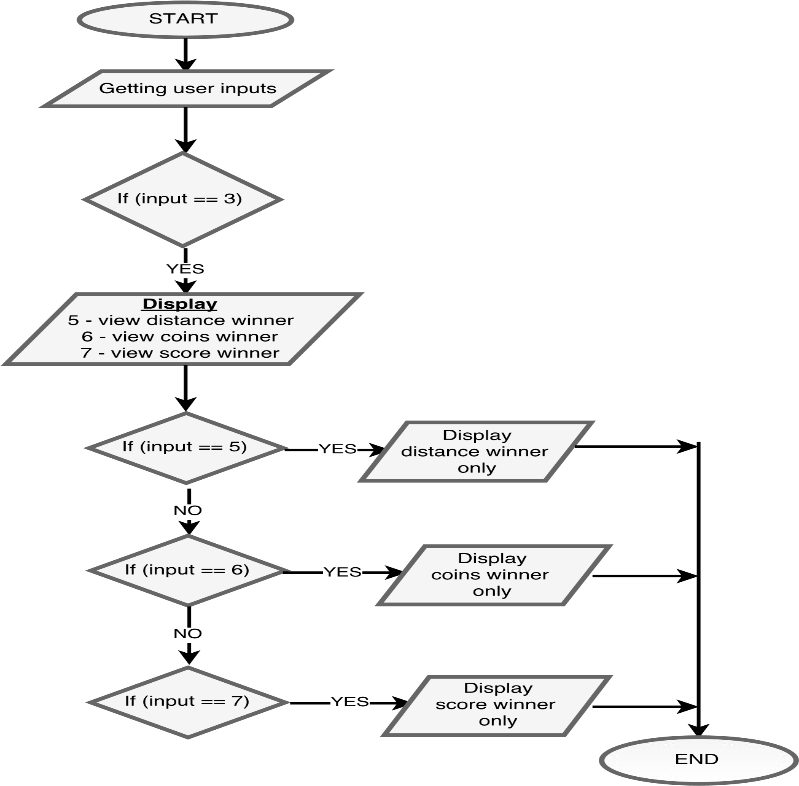 START
Getting user inputs
If (input == 3)
YES
Display
5 - view distance winner
6 - view coins winner
7 - view score winner
If (input == 5)
YES
Display
distance winner
only
NO
If (input == 6)
YES
Display
coins winner
only
NO
If (input == 7)
YES
Display
score winner
only
END